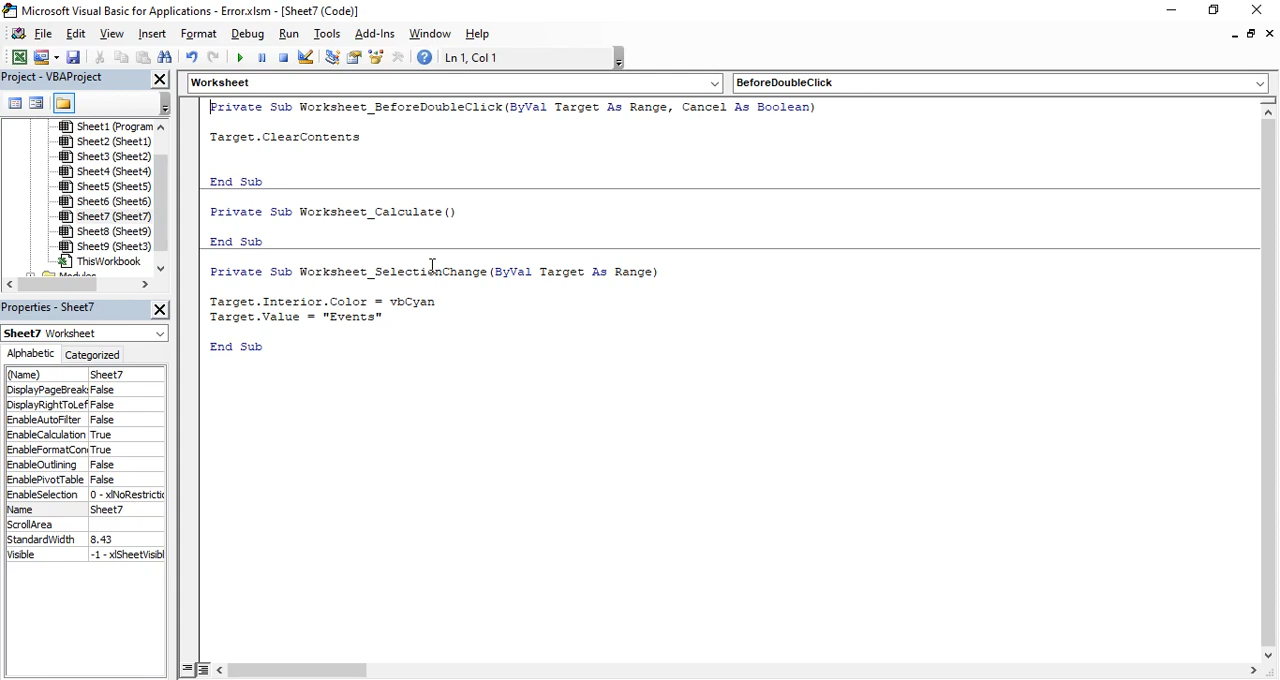 Microsoft Visual Basic for Applications - Error.xlsm - [Sheet7 (Code)]
File Edit View Insert Format Debug Run Tools Add-Ins Window Help
Ln 1, Col 1
Project - VBAProject
Worksheet
BeforeDoubleClick
Sheet1 (Program
Sheet2 (Sheet1)
Sheet3 (Sheet2)
Sheet4 (Sheet4)
Sheet5 (Sheet5)
Sheet6 (Sheet6)
Sheet7 (Sheet7)
Sheet8 (Sheet9)
Sheet9 (Sheet3)
ThisWorkbook
Modules
Properties - Sheet7
Sheet7 Worksheet
Alphabetic Categorized
(Name) Sheet7
DisplayPageBreak: False
DisplayRightToLef False
EnableAutoFilter False
EnableCalculation True
EnableFormatCon True
EnableOutlining False
EnablePivotTable False
EnableSelection 0 - xlNoRestrictic
Name Sheet7
ScrollArea
StandardWidth 8.43
Visible -1 - xlSheetVisibl
Private Sub Worksheet_BeforeDoubleClick(ByVal Target As Range, Cancel As Boolean)
Target.ClearContents
End Sub
Private Sub Worksheet_Calculate()
End Sub
Private Sub Worksheet_SelectionChange(ByVal Target As Range)
Target.Interior.Color = vbCyan
Target.Value = "Events"
End Sub